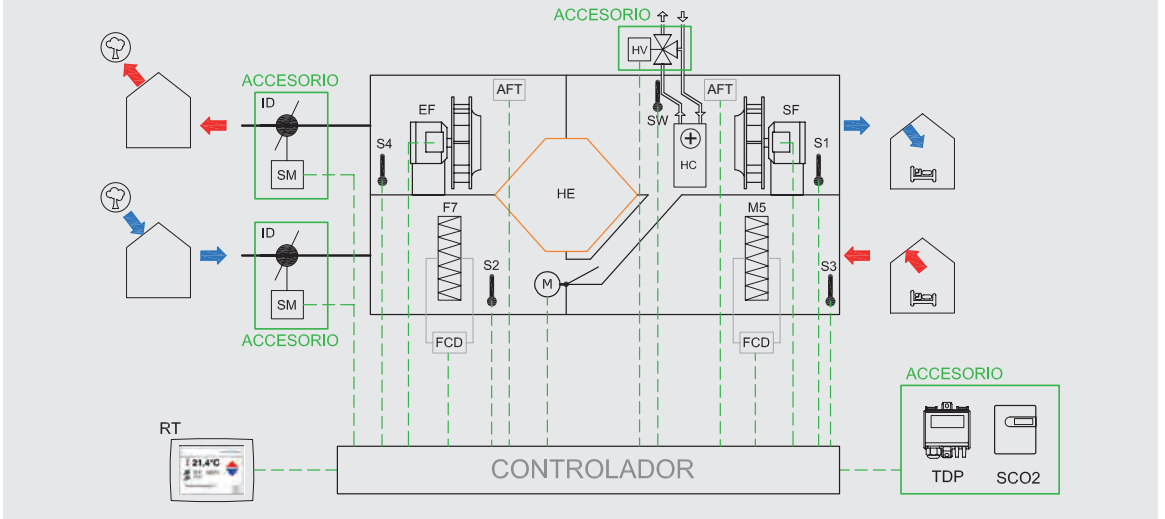 ACCESORIO
HV
ACCESORIO
ID
SM
AFT
EF
S4
SW
HC
AFT
SF
S1
HE
ID
SM
ACCESORIO
F7
S2
M
M5
S3
FCD
FCD
RT
21,4°C
CONTROLADOR
ACCESORIO
TDP
SCO2